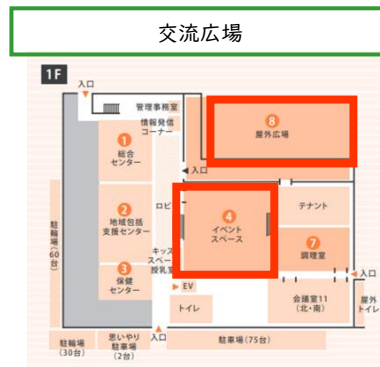 交流広場
1F
入口
管理事務室
情報発信
コーナー
8
屋外広場
1
総合
センター
入口
ロビ
4
イベント
スペース
テナント
2
地域包括
支援センター
7
調理室
キッズ
スペース
授乳室
3
保健
センター
EV
トイレ
会議室11
(北・南)
入口
屋外
トイレ
駐輪場
(60台)
駐輪場
(30台)
思いやり
駐車場
(2台)
入口
駐車場(75台)